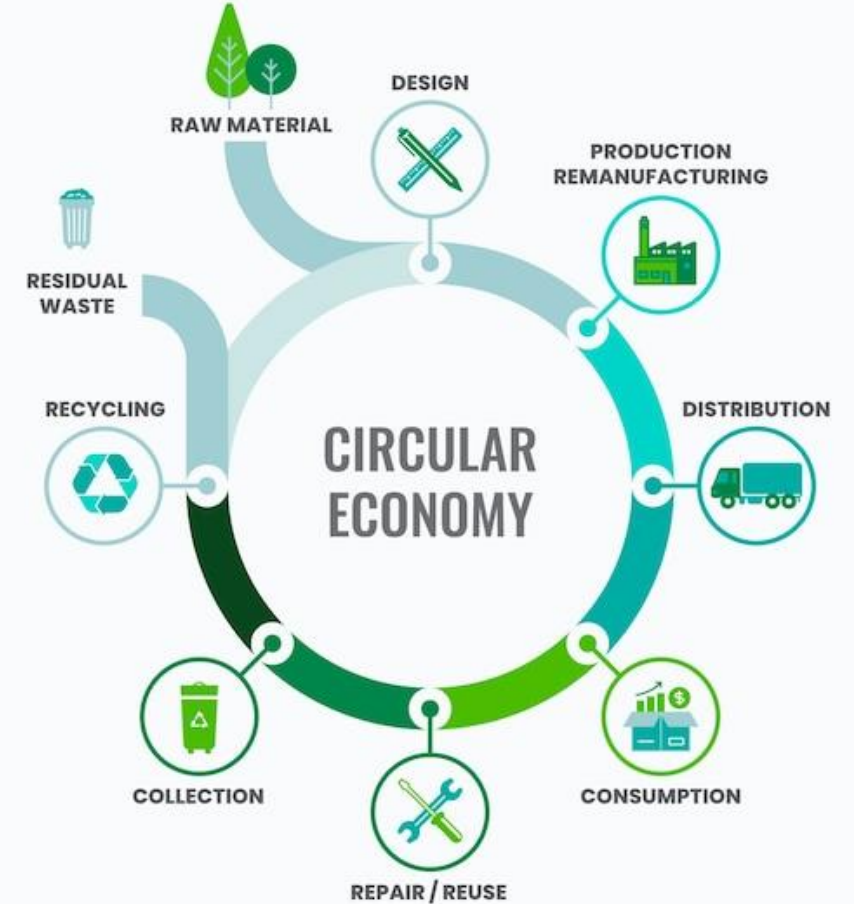 DESIGN
RAW MATERIAL
PRODUCTION
REMANUFACTURING
RESIDUAL
WASTE
RECYCLING
DISTRIBUTION
CIRCULAR
ECONOMY
COLLECTION
CONSUMPTION
REPAIR / REUSE
$